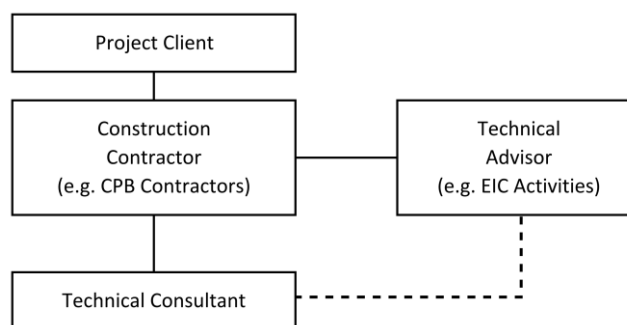 Project Client
Construction
Contractor
(e.g. CPB Contractors)
Technical
Advisor
(e.g. EIC Activities)
Technical Consultant